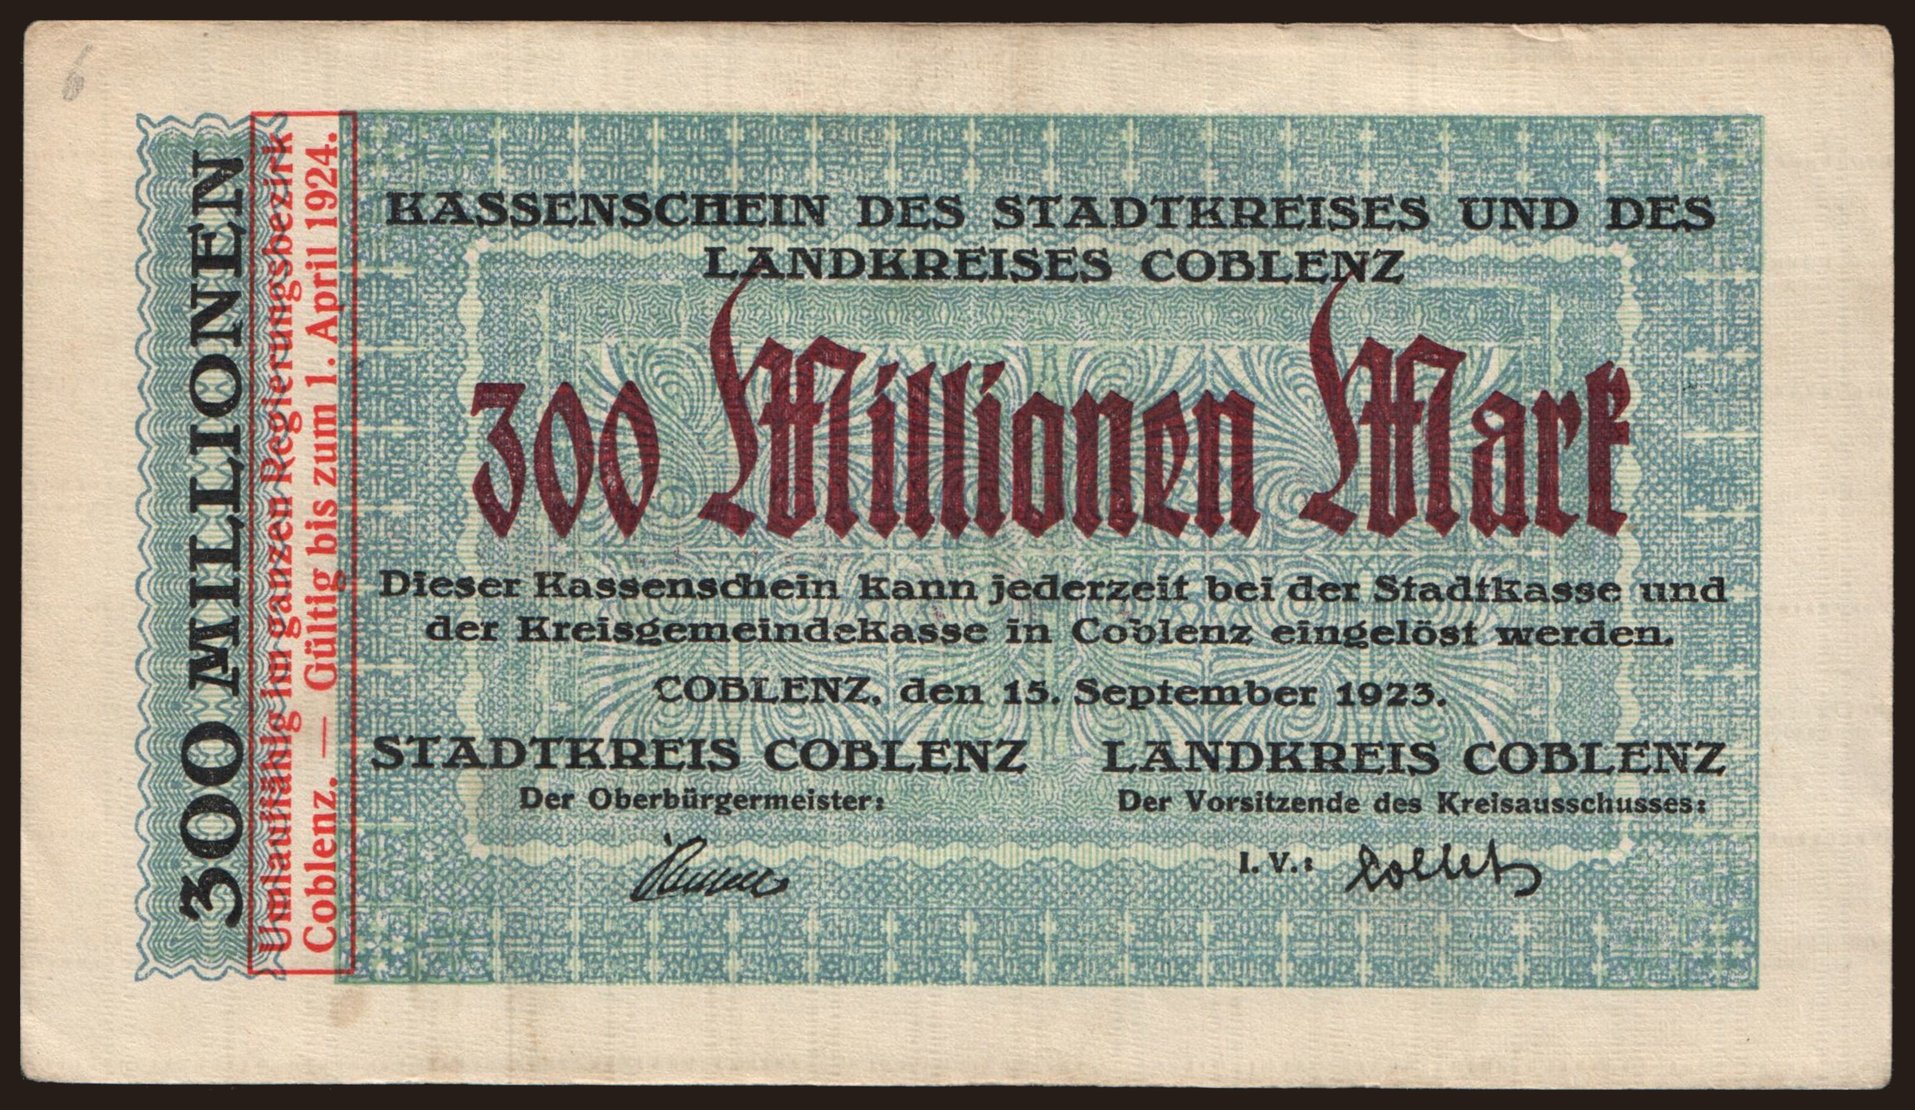 300 MILLIONEN
Umlauffähig im ganzen Regierungsbezirk
Coblenz. — Gültig bis zum 1. April 1924.
KASSENSCHEIN DES STADTKREISES UND DES
LANDKREISES COBLENZ
300 Millionen Mark
Dieser Kassenschein kann jederzeit bei der Stadtkasse und
der Kreisgemeindekasse in Coblenz eingelöst werden.
COBLENZ, den 15. September 1923.
STADTKREIS COBLENZ LANDKREIS COBLENZ
Der Oberbürgermeister: Der Vorsitzende des Kreisausschusses:
I. V.:
6